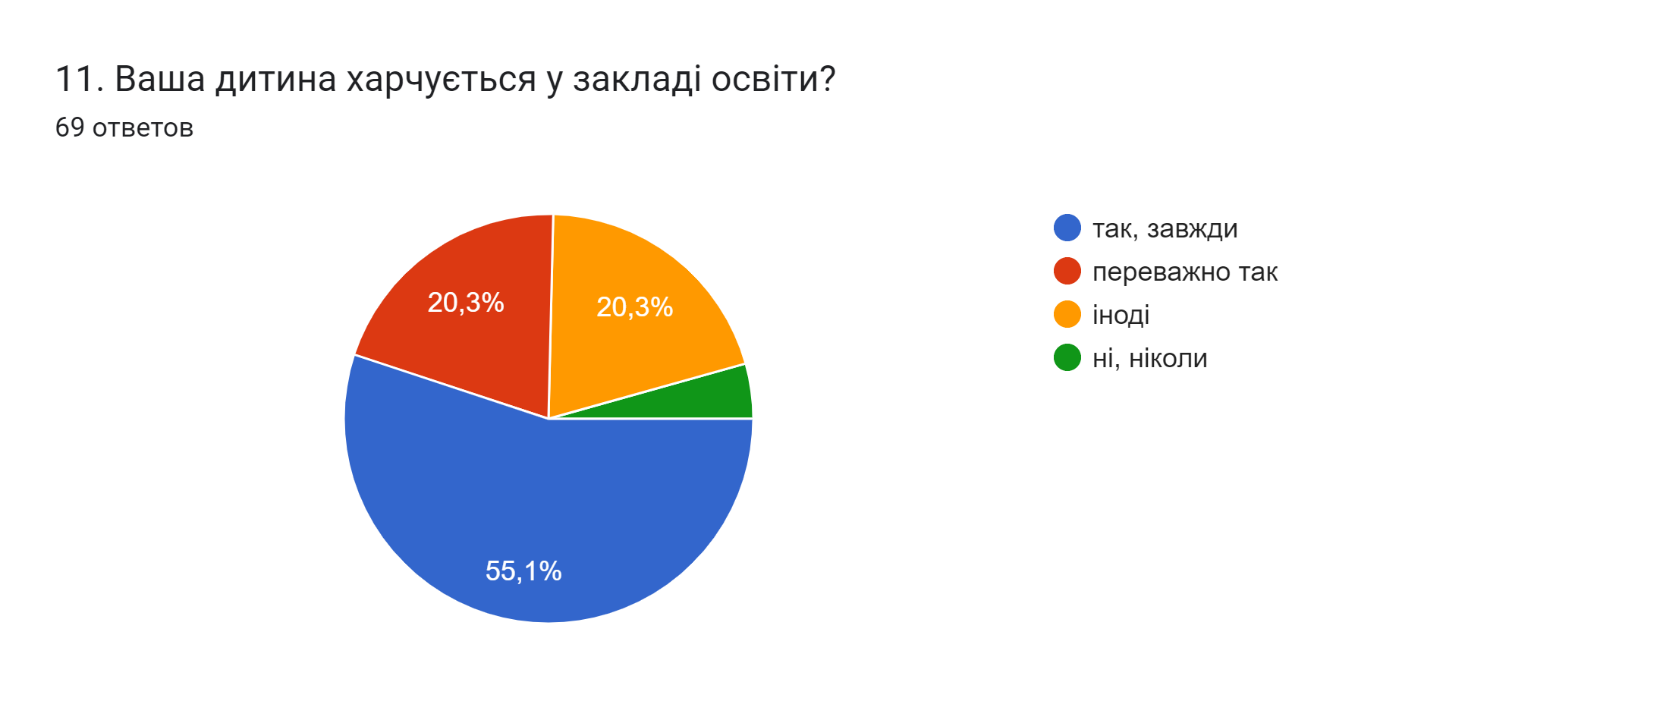 11. Ваша дитина харчується у закладі освіти?
69 ответов
20,3%
20,3%
55,1%
так, завжди
переважно так
іноді
ні, ніколи